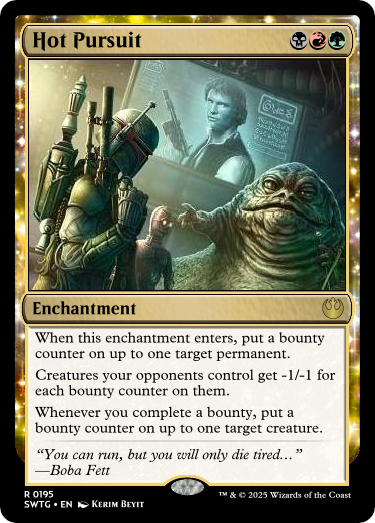 Hot Pursuit
Enchantment
When this enchantment enters, put a bounty
counter on up to one target permanent.
Creatures your opponents control get -1/-1 for
each bounty counter on them.
Whenever you complete a bounty, put a
bounty counter on up to one target creature.
“You can run, but you will only die tired…”
—Boba Fett
R 0195
SWTG • EN Kerim Beyit
™ & © 2025 Wizards of the Coast